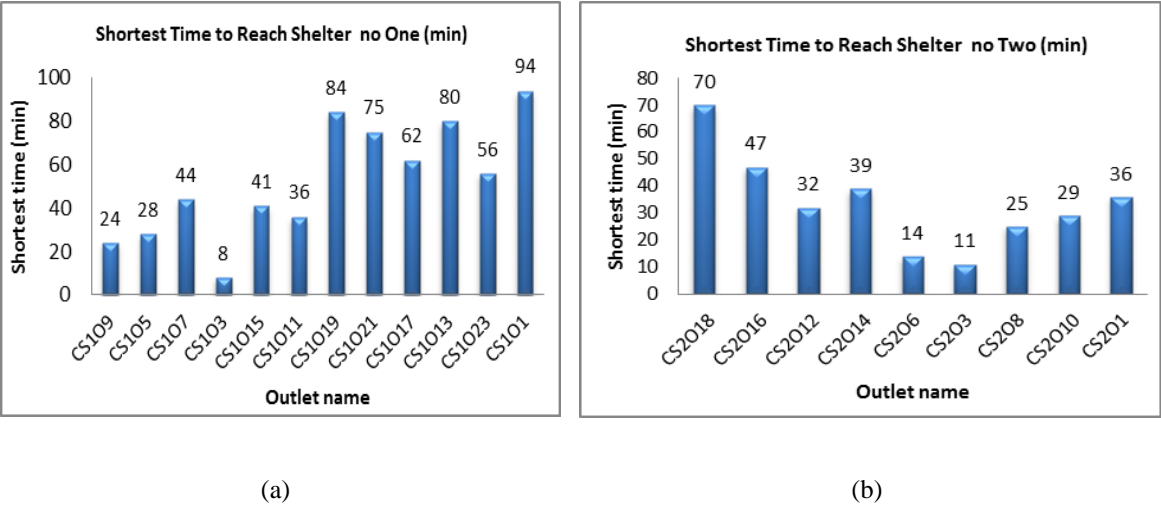 Shortest Time to Reach Shelter no One (min)
Shortest time (min)
100
80
60
40
20
0
24
28
44
8
41
36
84
75
62
80
56
94
CS1O9
CS1O5
CS1O7
CS1O3
CS1O15
CS1O11
CS1O19
CS1O21
CS1O17
CS1O13
CS1O23
CS1O1
Outlet name
(a)
Shortest Time to Reach Shelter no Two (min)
Shortest time (min)
80
70
60
50
40
30
20
10
0
70
47
32
39
14
11
25
29
36
CS2O18
CS2O16
CS2O12
CS2O14
CS2O6
CS2O3
CS2O8
CS2O10
CS2O1
Outlet name
(b)